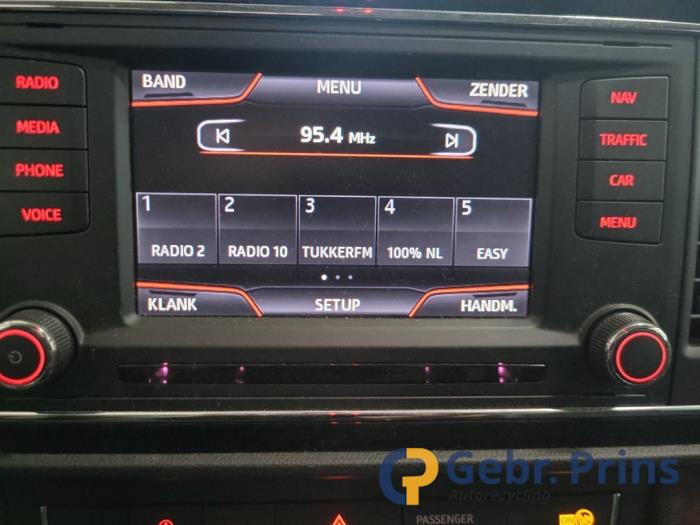 RADIO
MEDIA
PHONE
VOICE
BAND MENU ZENDER
95.4 MHz
1 2 3 4 5
RADIO 2 RADIO 10 TUKKERFM 100% NL EASY
KLANK SETUP HANDM.
NAV
TRAFFIC
CAR
MENU
Gebr. Prins
Autorecycling
PASSENGER
ON